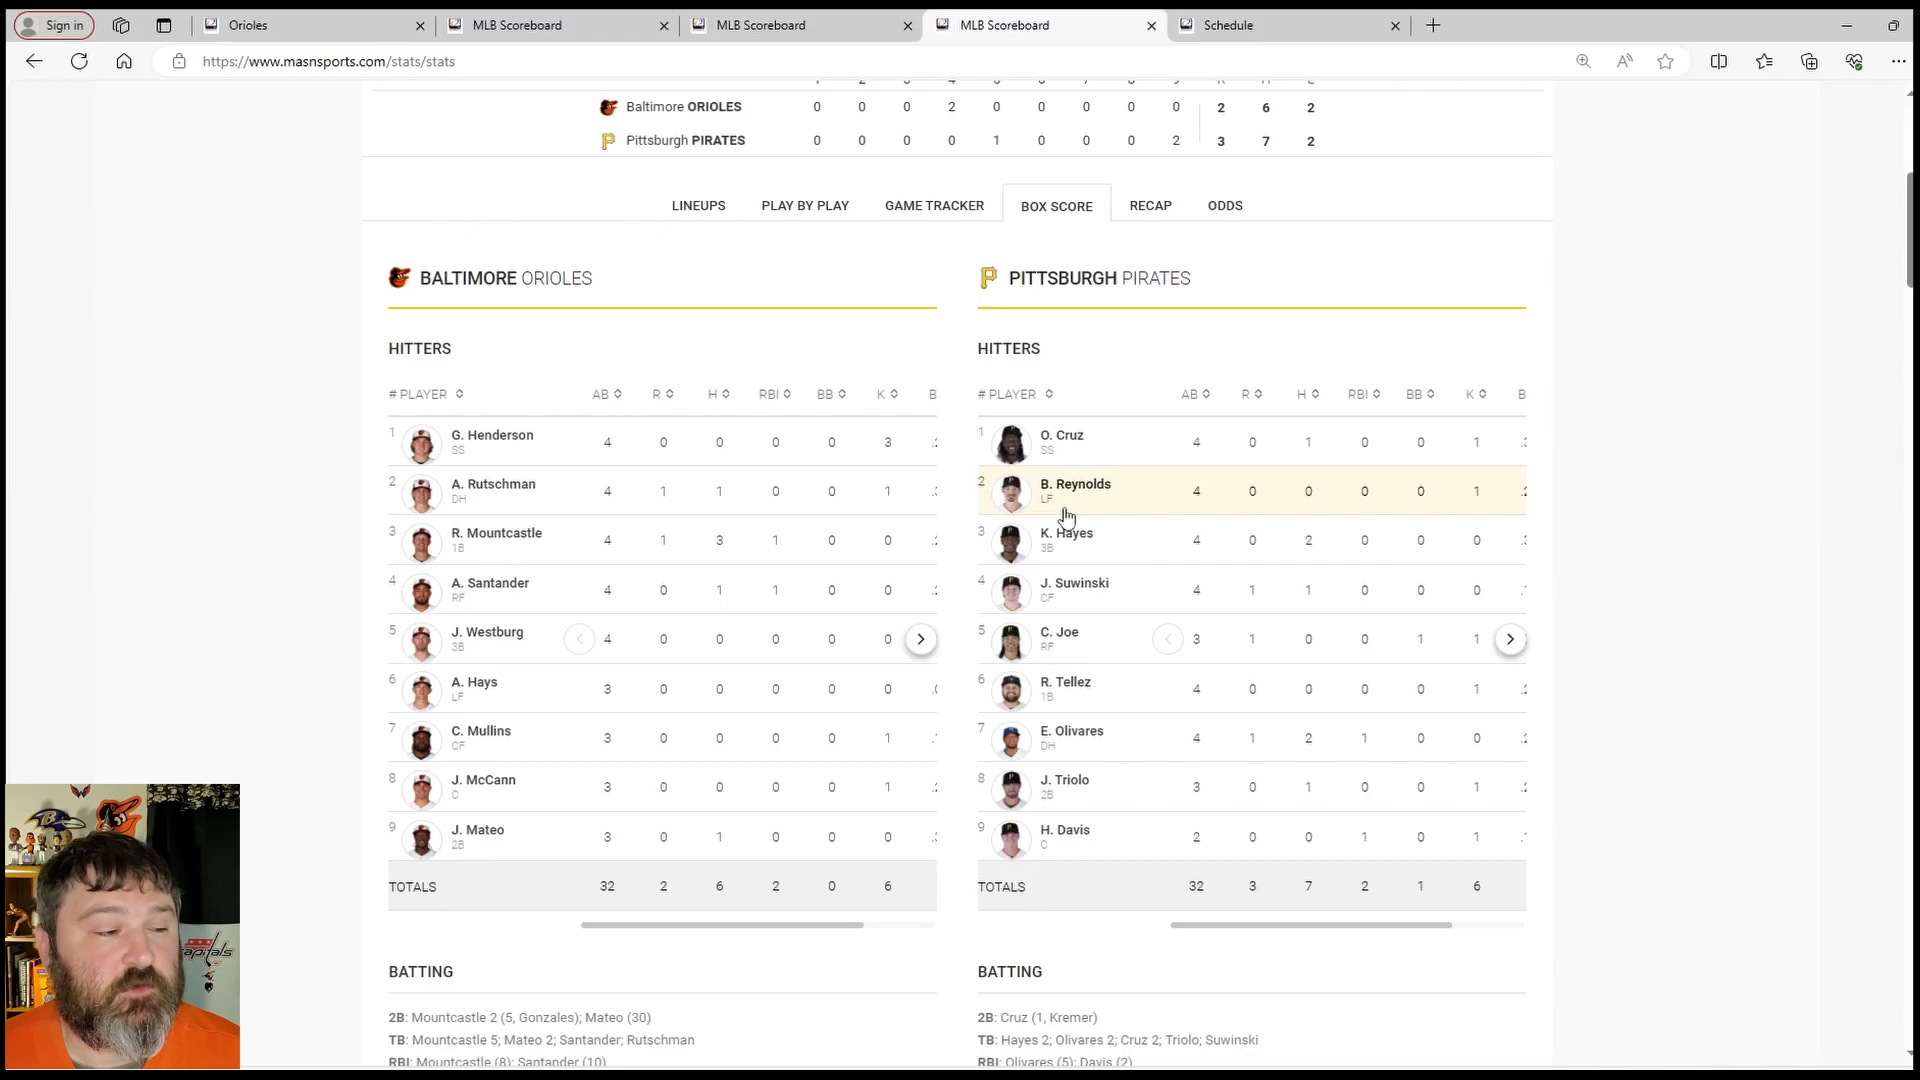 Sign in
Orioles
MLB Scoreboard
MLB Scoreboard
MLB Scoreboard
Schedule
https://www.masnsports.com/stats/stats
Baltimore ORIOLES 0 0 0 2 0 0 0 0 0 2 6 2
Pittsburgh PIRATES 0 0 0 0 1 0 0 0 2 3 7 2
LINEUPS PLAY BY PLAY GAME TRACKER BOX SCORE RECAP ODDS
BALTIMORE ORIOLES
HITTERS
# PLAYER AB R H RBI BB K B
1 G. Henderson 4 0 0 0 0 3
SS
2 A. Rutschman 4 1 1 0 0 1
DH
3 R. Mountcastle 4 1 3 1 0 0
1B
4 A. Santander 4 0 1 1 0 0
RF
5 J. Westburg 4 0 0 0 0 0
3B
6 A. Hays 3 0 0 0 0 0
LF
7 C. Mullins 3 0 0 0 0 1
CF
8 J. McCann 3 0 0 0 0 1
C
9 J. Mateo 3 0 1 0 0 0
2B
TOTALS 32 2 6 2 0 6
BATTING
2B: Mountcastle 2 (5, Gonzales); Mateo (30)
TB: Mountcastle 5; Mateo 2; Santander; Rutschman
RBI: Mountcastle (8); Santander (10)
PITTSBURGH PIRATES
HITTERS
# PLAYER AB R H RBI BB K B
1 O. Cruz 4 0 1 0 0 1
SS
2 B. Reynolds 4 0 0 0 0 1
LF
3 K. Hayes 4 0 2 0 0 0
3B
4 J. Suwinski 4 1 1 0 0 0
CF
5 C. Joe 3 1 0 0 1 1
RF
6 R. Tellez 4 0 0 0 0 1
1B
7 E. Olivares 4 1 2 1 0 0
DH
8 J. Triolo 3 0 1 0 0 1
2B
9 H. Davis 2 0 0 1 0 1
C
TOTALS 32 3 7 2 1 6
BATTING
2B: Cruz (1, Kremer)
TB: Hayes 2; Olivares 2; Cruz 2; Triolo; Suwinski
RBI: Olivares (5); Davis (2)
capitals